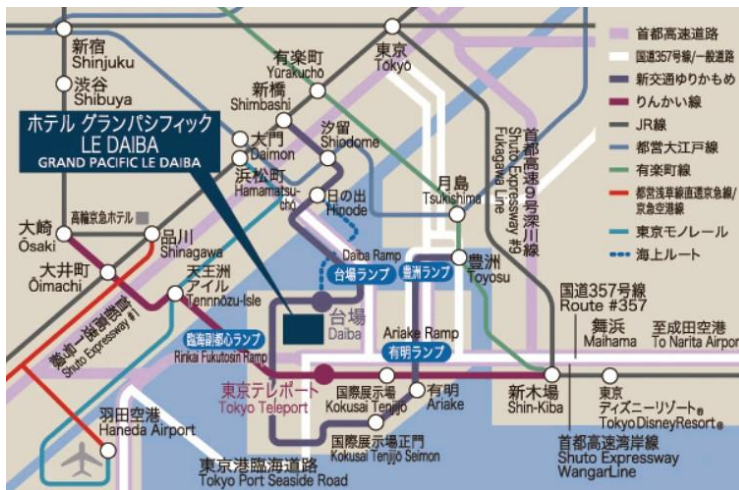 新宿
Shinjuku
渋谷
Shibuya
有楽町
Yūrakuchō
新橋
Shimbashi
東京
Tokyo
ホテル グランパシフィック
LE DAIBA
GRAND PACIFIC LE DAIBA
大門
Daimon
浜松町
Hamamatsu-
chō
汐留
Shiodome
日の出
Hinode
月島
Tsukishima
首都高速9号深川線
Shuto Expressway #9
Fukagawa Line
首都高速道路
国道357号線/一般道路
新交通ゆりかもめ
りんかい線
JR線
都営大江戸線
有楽町線
都営浅草線直通京急線/
京急空港線
東京モノレール
海上ルート
高輪京急ホテル
大崎
Ōsaki
品川
Shinagawa
大井町
Ōimachi
天王洲
アイル
Tennnōzu-Isle
首都高速1号線
Shuto Expressway #1
Daiba Ramp
台場ランプ
豊洲ランプ
豊洲
Toyosu
台場
Daiba
臨海副都心ランプ
Rinkai Fukutosin Ramp
Ariake Ramp
有明ランプ
国道357号線
Route #357
舞浜
Maihama
至成田空港
To Narita Airport
東京テレポート
Tokyo Teleport
国際展示場
Kokusai Tenjijō
有明
Ariake
新木場
Shin-Kiba
東京
ディズニーリゾート®
Tokyo DisneyResort®
羽田空港
Haneda Airport
国際展示場正門
Kokusai Tenjijō Seimon
東京港臨海道路
Tokyo Port Seaside Road
首都高速湾岸線
Shuto Expressway
WanganLine